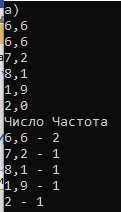 а)
6,6
6,6
7,2
8,1
1,9
2,0
Число Частота
6,6 - 2
7,2 - 1
8,1 - 1
1,9 - 1
2 - 1